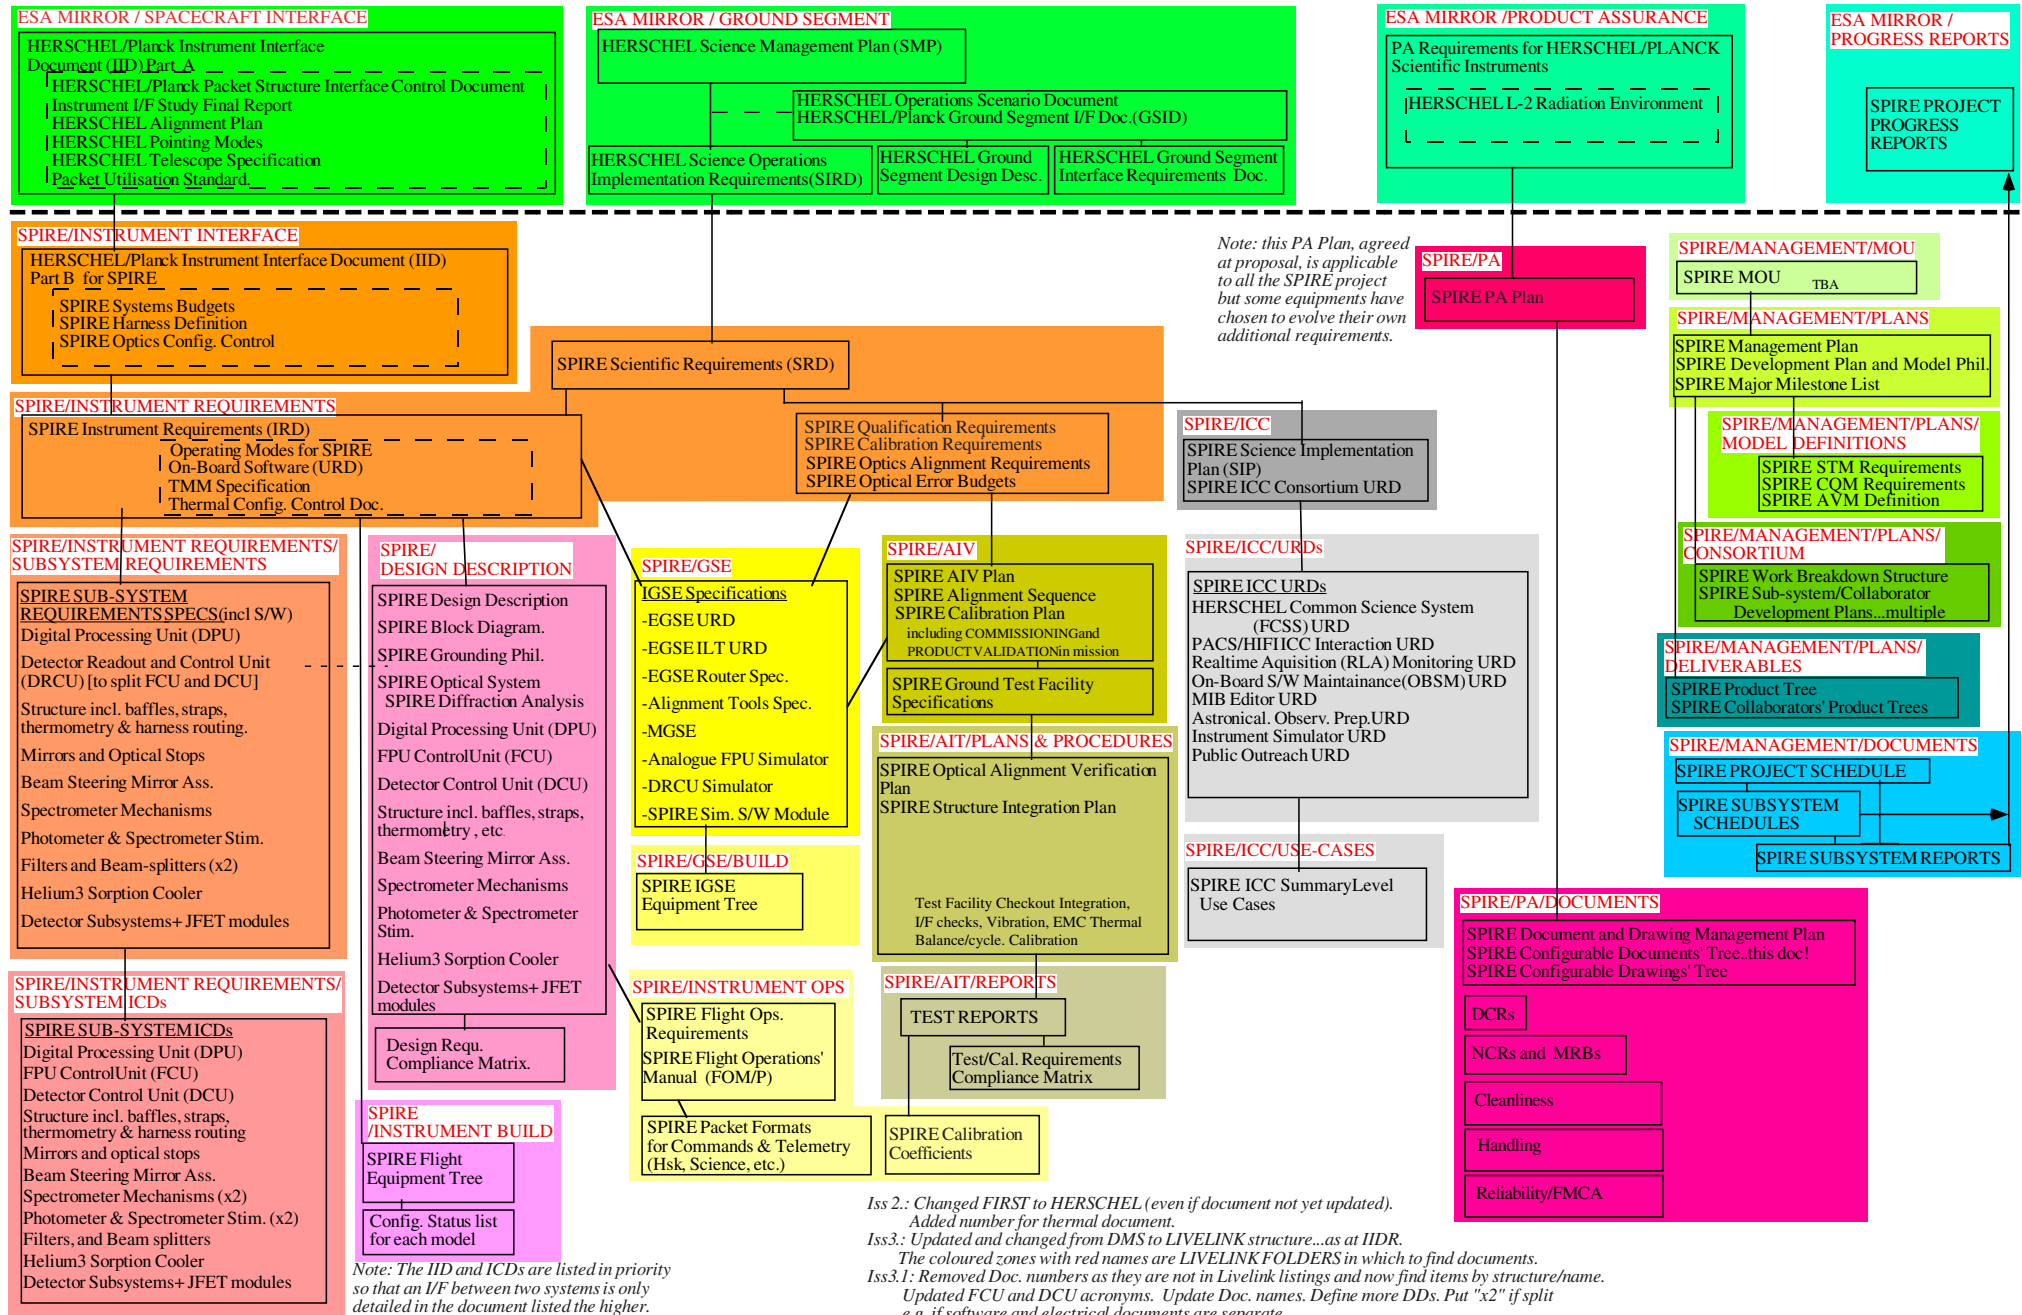 ESA MIRROR / SPACECRAFT INTERFACE
HERSCHEL/Planck Instrument Interface
Document (IID) Part A
HERSCHEL/Planck Packet Structure Interface Control Document
Instrument I/F Study Final Report
HERSCHEL Alignment Plan
HERSCHEL Pointing Modes
HERSCHEL Telescope Specification
Packet Utilisation Standard.
ESA MIRROR / GROUND SEGMENT
HERSCHEL Science Management Plan (SMP)
HERSCHEL Operations Scenario Document
HERSCHEL/Planck Ground Segment I/F Doc.(GSID)
HERSCHEL Science Operations
Implementation Requirements(SIRD)
HERSCHEL Ground
Segment Design Desc.
HERSCHEL Ground Segment
Interface Requirements Doc.
ESA MIRROR /PRODUCT ASSURANCE
PA Requirements for HERSCHEL/PLANCK
Scientific Instruments
HERSCHEL L-2 Radiation Environment
ESA MIRROR /
PROGRESS REPORTS
SPIRE PROJECT
PROGRESS
REPORTS
SPIRE/INSTRUMENT INTERFACE
HERSCHEL/Planck Instrument Interface Document (IID)
Part B for SPIRE
SPIRE Systems Budgets
SPIRE Harness Definition
SPIRE Optics Config. Control
SPIRE Scientific Requirements (SRD)
Note: this PA Plan, agreed
at proposal, is applicable
to all the SPIRE project
but some equipments have
chosen to evolve their own
additional requirements.
SPIRE/PA
SPIRE PA Plan
SPIRE/MANAGEMENT/MOU
SPIRE MOU TBA
SPIRE/MANAGEMENT/PLANS
SPIRE Management Plan
SPIRE Development Plan and Model Phil.
SPIRE Major Milestone List
SPIRE/INSTRUMENT REQUIREMENTS
SPIRE Instrument Requirements (IRD)
Operating Modes for SPIRE
On-Board Software (URD)
TMM Specification
Thermal Config. Control Doc.
SPIRE Qualification Requirements
SPIRE Calibration Requirements
SPIRE Optics Alignment Requirements
SPIRE Optical Error Budgets
SPIRE/ICC
SPIRE Science Implementation
Plan (SIP)
SPIRE ICC Consortium URD
SPIRE/MANAGEMENT/PLANS/
MODEL DEFINITIONS
SPIRE STM Requirements
SPIRE CQM Requirements
SPIRE AVM Definition
SPIRE/INSTRUMENT REQUIREMENTS/
SUBSYSTEM REQUIREMENTS
SPIRE SUB-SYSTEM
REQUIREMENTS SPECS(incl S/W)
Digital Processing Unit (DPU)
Detector Readout and Control Unit
(DRCU) [to split FCU and DCU]
Structure incl. baffles, straps,
thermometry & harness routing.
Mirrors and Optical Stops
Beam Steering Mirror Ass.
Spectrometer Mechanisms
Photometer & Spectrometer Stim.
Filters and Beam-splitters (x2)
Helium3 Sorption Cooler
Detector Subsystems+ JFET modules
SPIRE/
DESIGN DESCRIPTION
SPIRE Design Description
SPIRE Block Diagram.
SPIRE Grounding Phil.
SPIRE Optical System
SPIRE Diffraction Analysis
Digital Processing Unit (DPU)
FPU ControlUnit (FCU)
Detector Control Unit (DCU)
Structure incl. baffles, straps,
thermometry , etc.
Beam Steering Mirror Ass.
Spectrometer Mechanisms
Photometer & Spectrometer
Stim.
Helium3 Sorption Cooler
Detector Subsystems+ JFET
modules
Design Requ.
Compliance Matrix.
SPIRE/GSE
IGSE Specifications
-EGSE URD
-EGSE ILT URD
-EGSE Router Spec.
-Alignment Tools Spec.
-MGSE
-Analogue FPU Simulator
-DRCU Simulator
-SPIRE Sim. S/W Module
SPIRE/GSE/BUILD
SPIRE IGSE
Equipment Tree
SPIRE/AIV
SPIRE AIV Plan
SPIRE Alignment Sequence
SPIRE Calibration Plan
including COMMISSIONING and
PRODUCT VALIDATION in mission
SPIRE Ground Test Facility
Specifications
SPIRE/AIT/PLANS & PROCEDURES
SPIRE Optical Alignment Verification
Plan
SPIRE Structure Integration Plan
Test Facility Checkout Integration,
I/F checks, Vibration, EMC Thermal
Balance/cycle. Calibration
SPIRE/ICC/URDs
SPIRE ICC URDs
HERSCHEL Common Science System
(FCSS) URD
PACS/HIFI ICC Interaction URD
Realtime Aquisition (RLA) Monitoring URD
On-Board S/W Maintainance(OBSM) URD
MIB Editor URD
Astronical. Observ. Prep.URD
Instrument Simulator URD
Public Outreach URD
SPIRE/ICC/USE-CASES
SPIRE ICC SummaryLevel
Use Cases
SPIRE/MANAGEMENT/PLANS/
CONSORTIUM
SPIRE Work Breakdown Structure
SPIRE Sub-system/Collaborator
Development Plans...multiple
SPIRE/MANAGEMENT/PLANS/
DELIVERABLES
SPIRE Product Tree
SPIRE Collaborators' Product Trees
SPIRE/MANAGEMENT/DOCUMENTS
SPIRE PROJECT SCHEDULE
SPIRE SUBSYSTEM
SCHEDULES
SPIRE SUBSYSTEM REPORTS
SPIRE/PA/DOCUMENTS
SPIRE Document and Drawing Management Plan
SPIRE Configurable Documents' Tree..this doc!
SPIRE Configurable Drawings' Tree
DCRs
NCRs and MRBs
Cleanliness
Handling
Reliability/FMCA
SPIRE/INSTRUMENT REQUIREMENTS/
SUBSYSTEM ICDs
SPIRE SUB-SYSTEM ICDs
Digital Processing Unit (DPU)
FPU ControlUnit (FCU)
Detector Control Unit (DCU)
Structure incl. baffles, straps,
thermometry & harness routing
Mirrors and optical stops
Beam Steering Mirror Ass.
Spectrometer Mechanisms (x2)
Photometer & Spectrometer Stim. (x2)
Filters, and Beam splitters
Helium3 Sorption Cooler
Detector Subsystems+ JFET modules
SPIRE
/INSTRUMENT BUILD
SPIRE Flight
Equipment Tree
Config. Status list
for each model
Note: The IID and ICDs are listed in priority
so that an I/F between two systems is only
detailed in the document listed the higher.
SPIRE/INSTRUMENT OPS
SPIRE Flight Ops.
Requirements
SPIRE Flight Operations'
Manual (FOM/P)
SPIRE Packet Formats
for Commands & Telemetry
(Hsk, Science, etc.)
SPIRE/AIT/REPORTS
TEST REPORTS
Test/Cal. Requirements
Compliance Matrix
SPIRE Calibration
Coefficients
Iss 2.: Changed FIRST to HERSCHEL (even if document not yet updated).
Added number for thermal document.
Iss3.: Updated and changed from DMS to LIVELINK structure...as at IIDR.
The coloured zones with red names are LIVELINK FOLDERS in which to find documents.
Iss3.1: Removed Doc. numbers as they are not in Livelink listings and now find items by structure/name.
Updated FCU and DCU acronyms. Update Doc. names. Define more DDs. Put "x2" if split
e.g. if software and electrical documents are separate